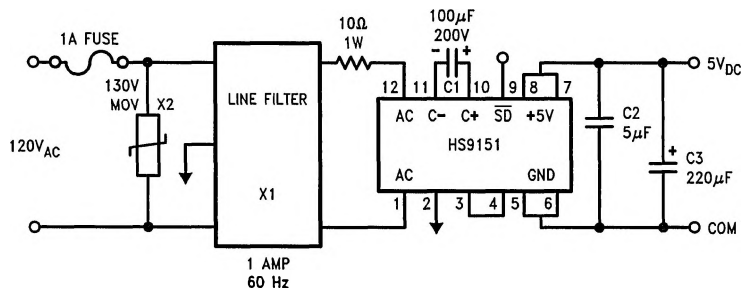 1A FUSE
130V
MOV
X2
120VAC
LINE FILTER
X1
1 AMP
60 Hz
10Ω
1W
100μF
200V
- +
C1
12 11 10 9 8 7
AC C- C+ SD +5V
HS9151
AC GND
1 2 3 4 5 6
C2
5μF
+
C3
220μF
5VDC
COM